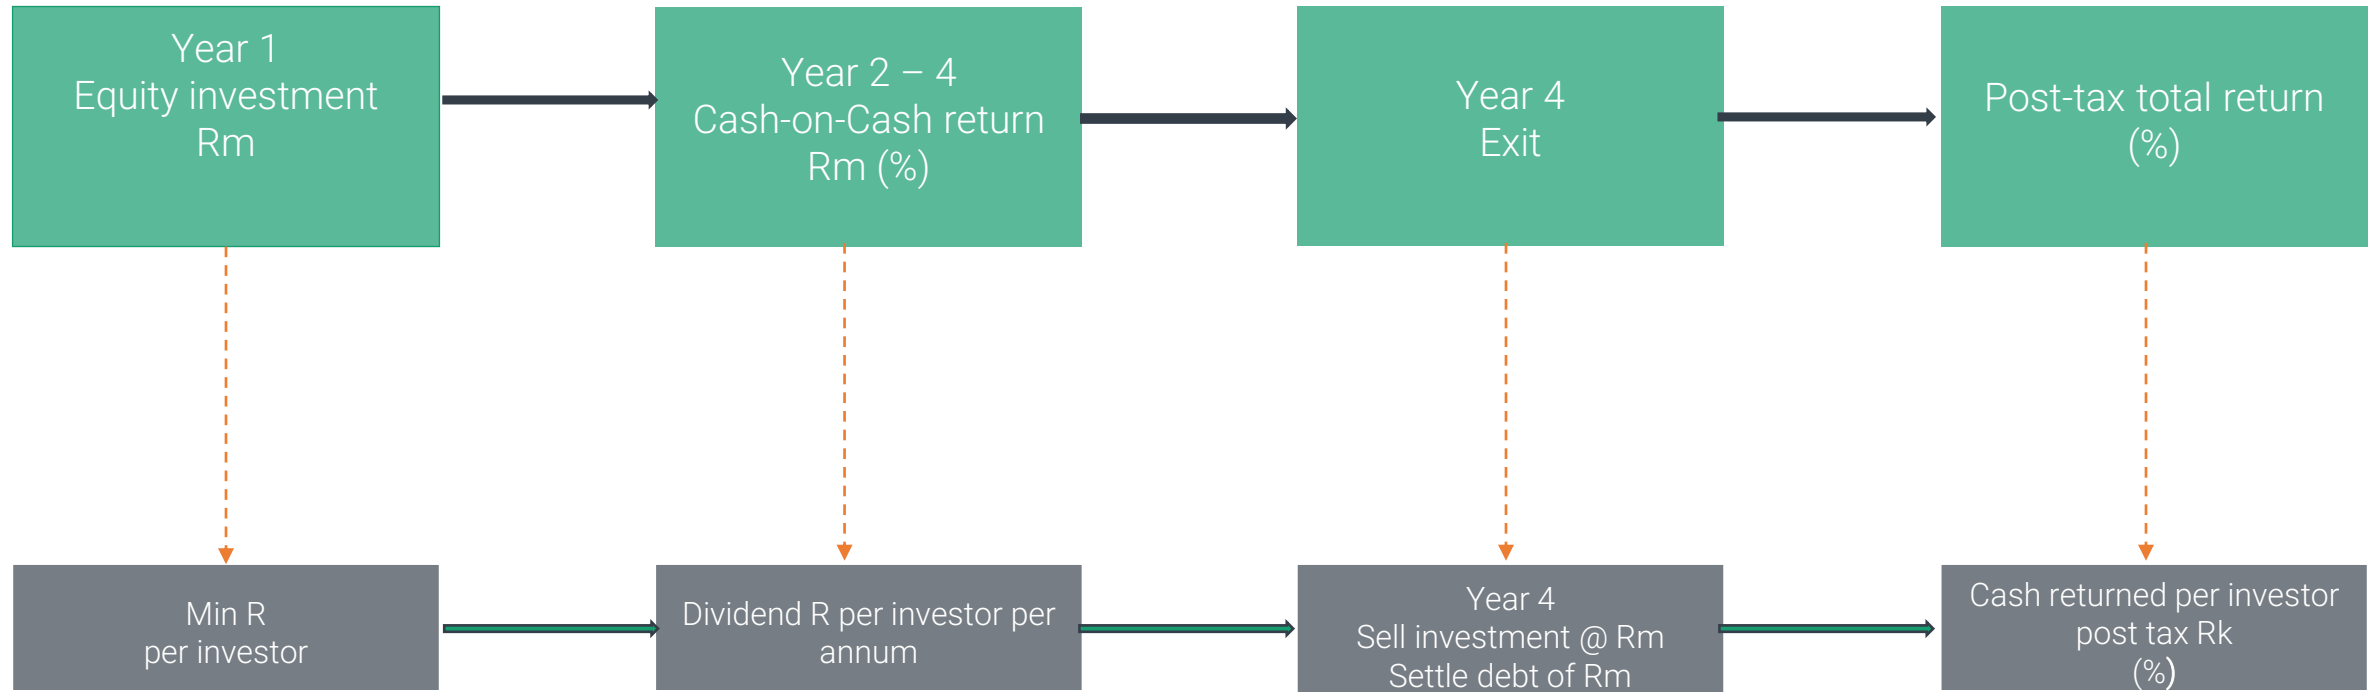 Year 1
Equity investment
Rm
Year 2 – 4
Cash-on-Cash return
Rm (%)
Year 4
Exit
Post-tax total return
(%)
Min R
per investor
Dividend R per investor per
annum
Year 4
Sell investment @ Rm
Settle debt of Rm
Cash returned per investor
post tax Rk
(%)